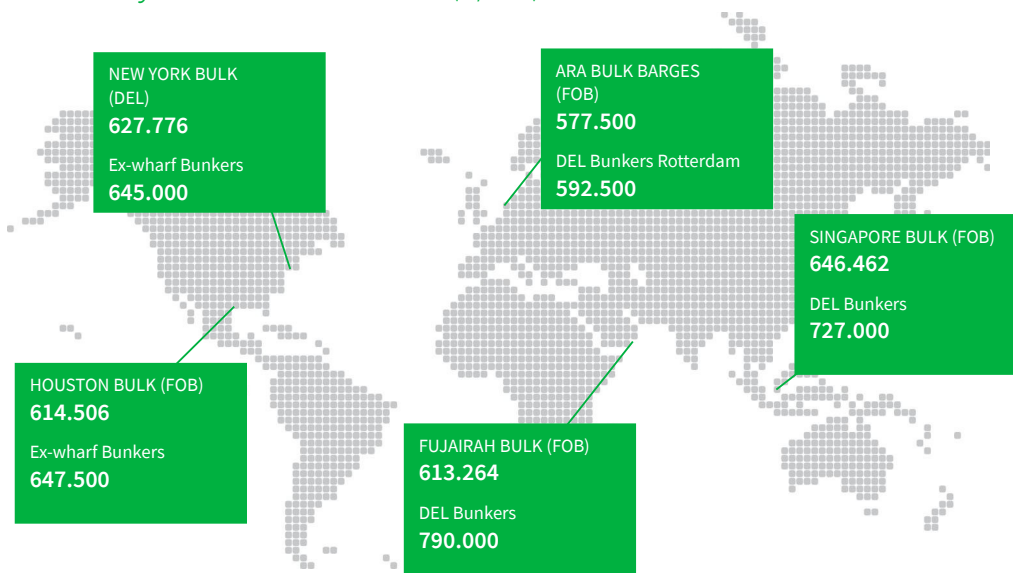 NEW YORK BULK
(DEL)
627.776
Ex-wharf Bunkers
645.000
ARA BULK BARGES
(FOB)
577.500
DEL Bunkers Rotterdam
592.500
SINGAPORE BULK (FOB)
646.462
DEL Bunkers
727.000
HOUSTON BULK (FOB)
614.506
Ex-wharf Bunkers
647.500
FUJAIRAH BULK (FOB)
613.264
DEL Bunkers
790.000